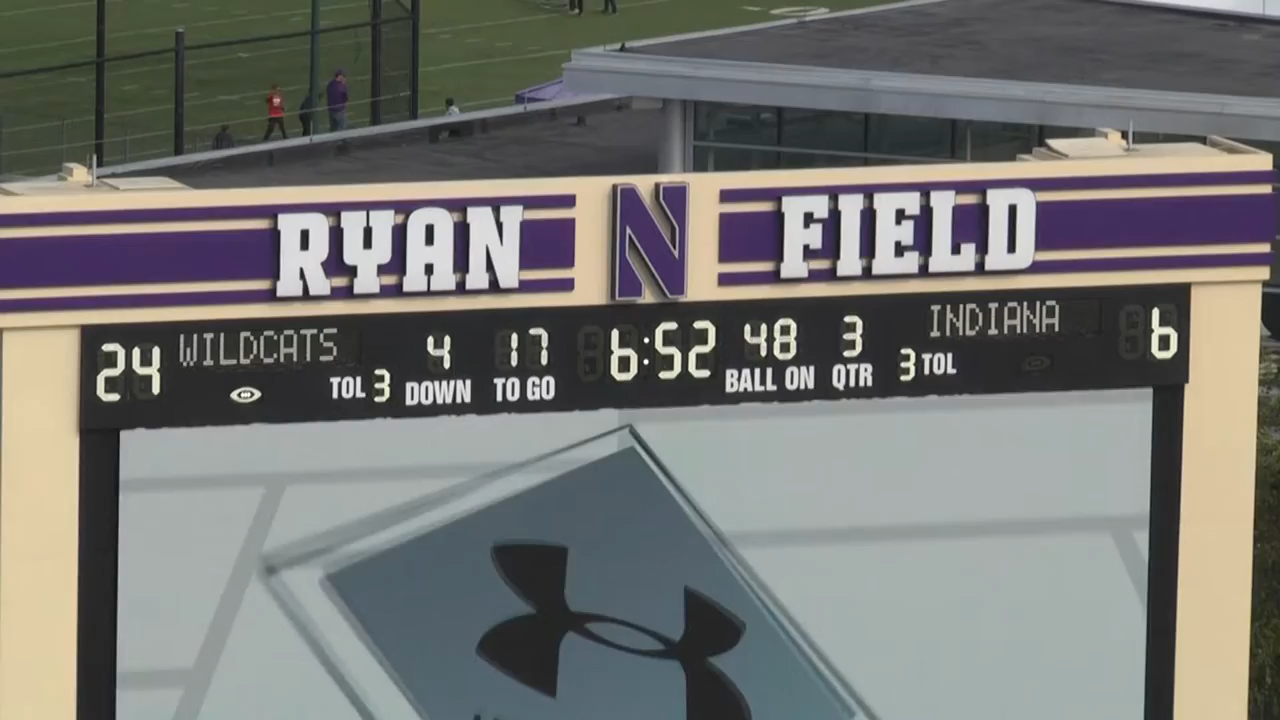 RYAN N FIELD
24 WILDCATS 4 17 6:52 48 3 INDIANA 6
TOL 3 DOWN TO GO BALL ON QTR 3 TOL